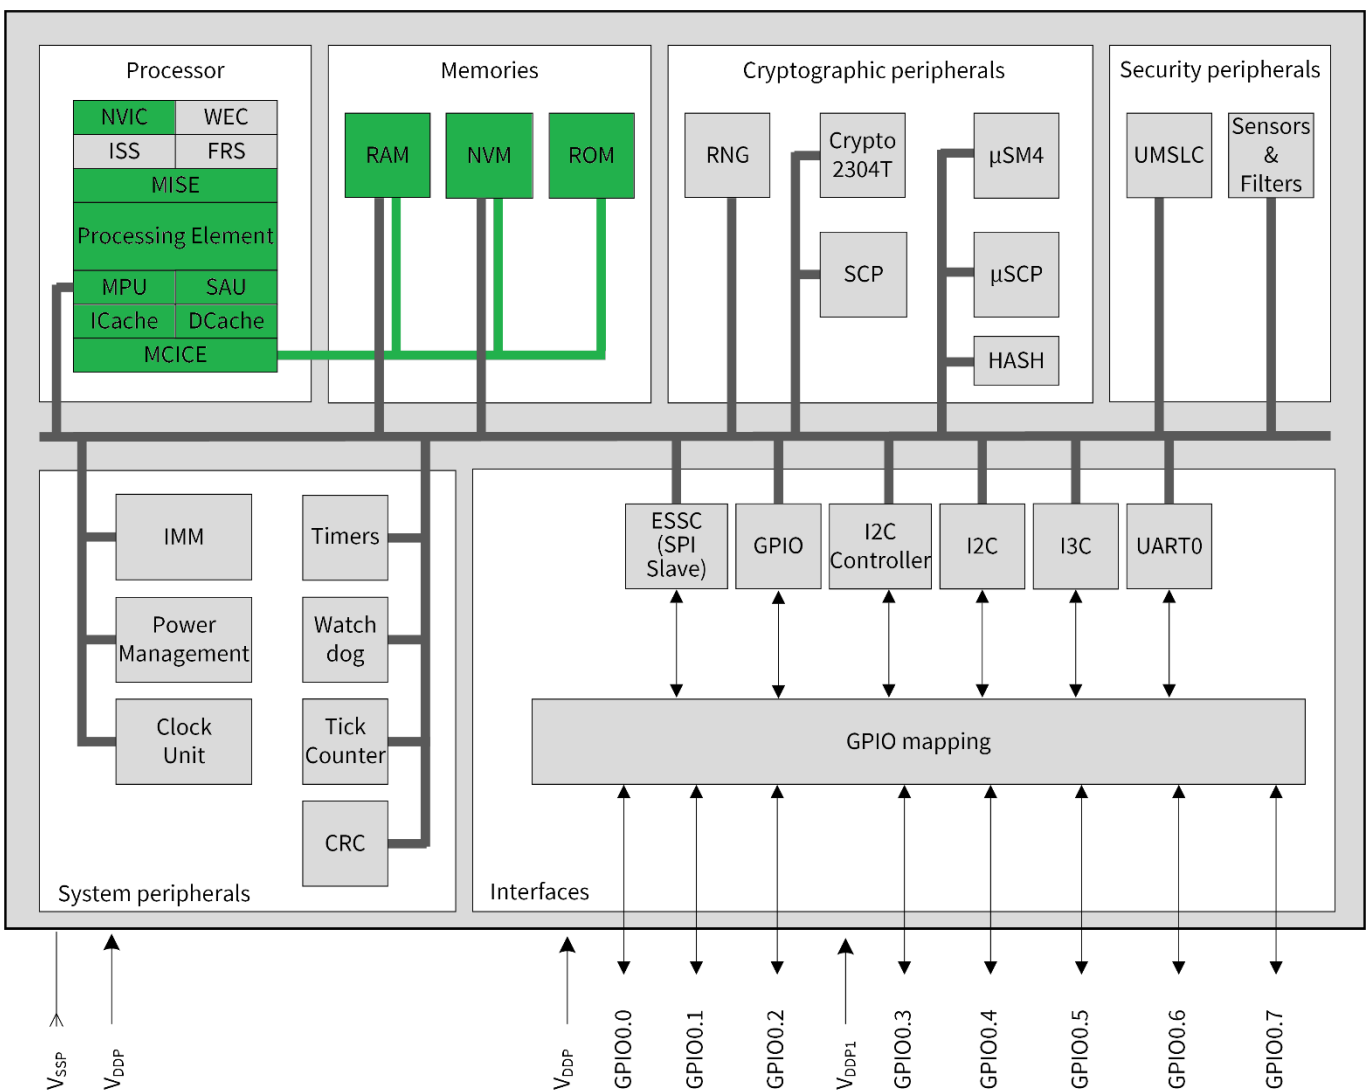 Processor
NVIC
WEC
ISS
FRS
MISE
Processing Element
MPU
SAU
ICache
DCache
MCICE
Memories
RAM
NVM
ROM
Cryptographic peripherals
RNG
Crypto
2304T
SCP
µSM4
µSCP
HASH
Security peripherals
UMSLC
Sensors
&
Filters
IMM
Power
Management
Clock
Unit
Timers
Watch
dog
Tick
Counter
CRC
System peripherals
ESSC
(SPI
Slave)
GPIO
I2C
Controller
I2C
I3C
UART0
GPIO mapping
Interfaces
VSSP
VDDP
VDDP
GPIO0.0
GPIO0.1
GPIO0.2
VDDP1
GPIO0.3
GPIO0.4
GPIO0.5
GPIO0.6
GPIO0.7